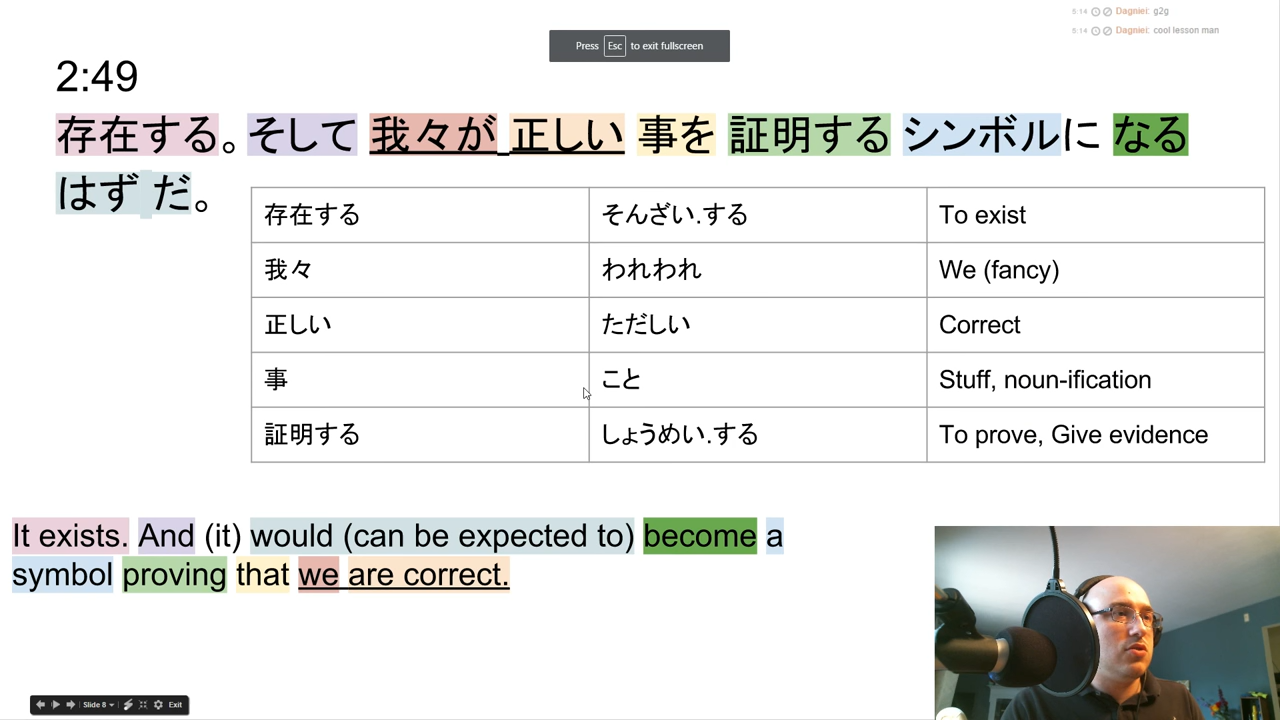 5:14 Dagnier: g2g
5:14 Dagnier: cool lesson man
Press Esc to exit fullscreen
2:49
存在する。そして 我々が 正しい 事を 証明する シンボルに なる
はず だ。
存在する そんざい.する To exist
我々 われわれ We (fancy)
正しい ただしい Correct
事 こと Stuff, noun-ification
証明する しょうめい.する To prove, Give evidence
It exists. And (it) would (can be expected to) become a
symbol proving that we are correct.
Slide 8 Exit